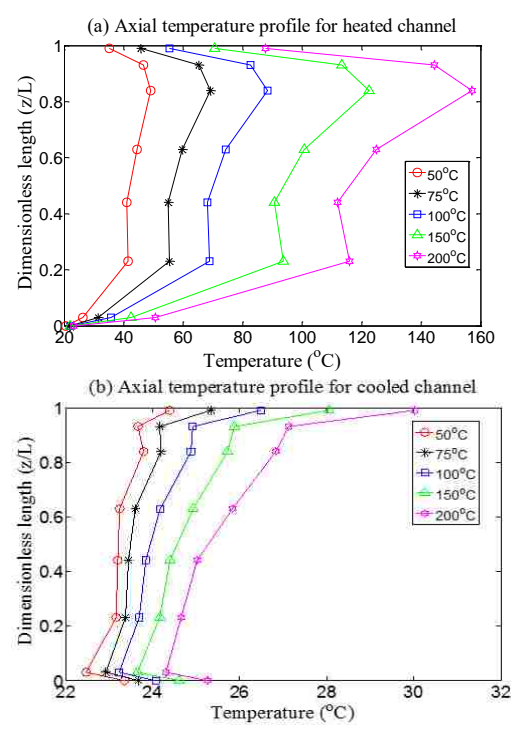 (a) Axial temperature profile for heated channel
1
0.8
0.6
0.4
0.2
0
Dimensionless length (z/L)
50°C
75°C
100°C
150°C
200°C
20 40 60 80 100 120 140 160
Temperature (°C)
(b) Axial temperature profile for cooled channel
1
0.8
0.6
0.4
0.2
0
Dimensionless length (z/L)
50°C
75°C
100°C
150°C
200°C
22 24 26 28 30 32
Temperature (°C)